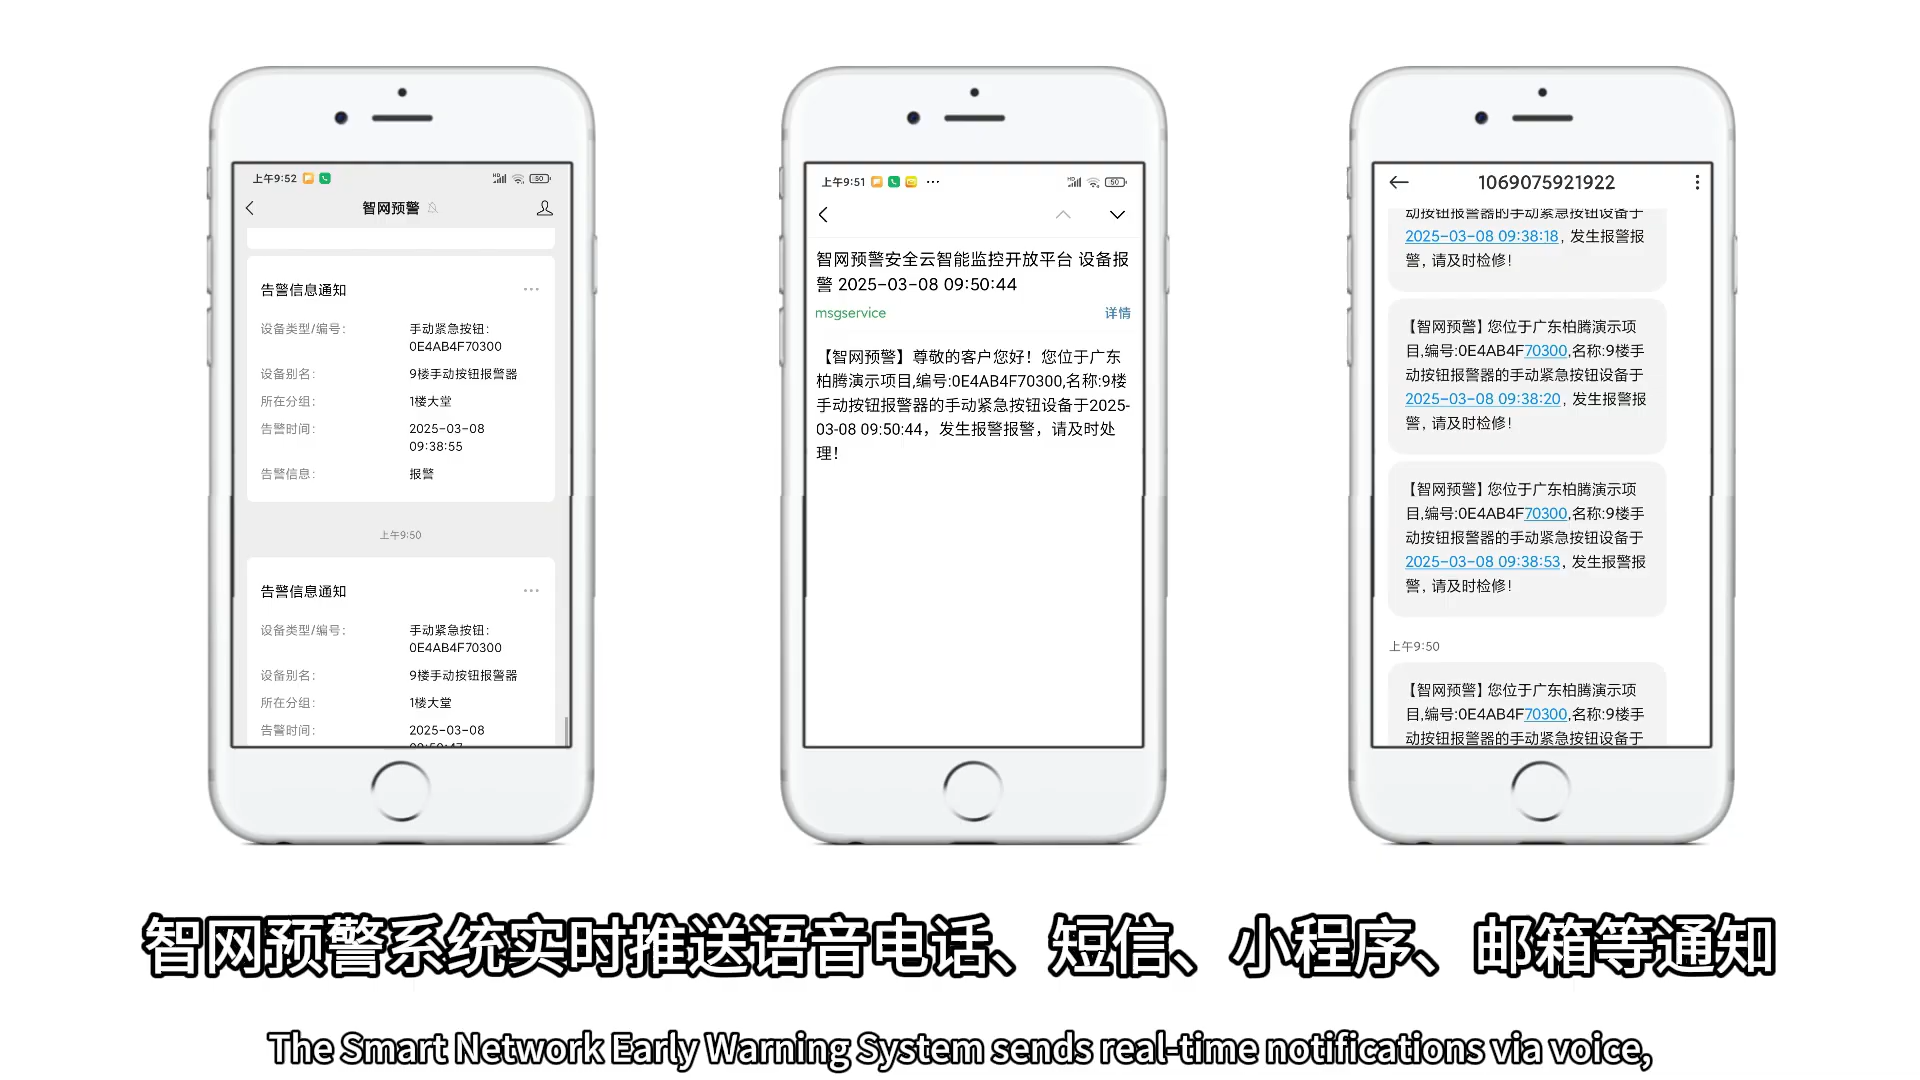 上午9:52
50
智网预警
告警信息通知
设备类型/编号：
手动紧急按钮：
0E4AB4F70300
设备别名：
9楼手动按钮报警器
所在分组：
1楼大堂
告警时间：
2025-03-08
09:38:55
告警信息：
报警
上午9:50
告警信息通知
设备类型/编号：
手动紧急按钮：
0E4AB4F70300
设备别名：
9楼手动按钮报警器
所在分组：
1楼大堂
告警时间：
2025-03-08
上午9:51
50
智网预警安全云智能监控开放平台 设备报
警 2025-03-08 09:50:44
msgservice
详情
【智网预警】尊敬的客户您好！您位于广东
柏腾演示项目,编号:0E4AB4F70300,名称:9楼
手动按钮报警器的手动紧急按钮设备于2025-
03-08 09:50:44，发生报警报警，请及时处
理！
1069075921922
动按钮报警器的手动紧急按钮设备于
2025-03-08 09:38:18，发生报警报
警，请及时检修！
【智网预警】您位于广东柏腾演示项
目,编号:0E4AB4F70300,名称:9楼手
动按钮报警器的手动紧急按钮设备于
2025-03-08 09:38:20，发生报警报
警，请及时检修！
【智网预警】您位于广东柏腾演示项
目,编号:0E4AB4F70300,名称:9楼手
动按钮报警器的手动紧急按钮设备于
2025-03-08 09:38:53，发生报警报
警，请及时检修！
上午9:50
【智网预警】您位于广东柏腾演示项
目,编号:0E4AB4F70300,名称:9楼手
动按钮报警器的手动紧急按钮设备于
智网预警系统实时推送语音电话、短信、小程序、邮箱等通知
The Smart Network Early Warning System sends real-time notifications via voice,